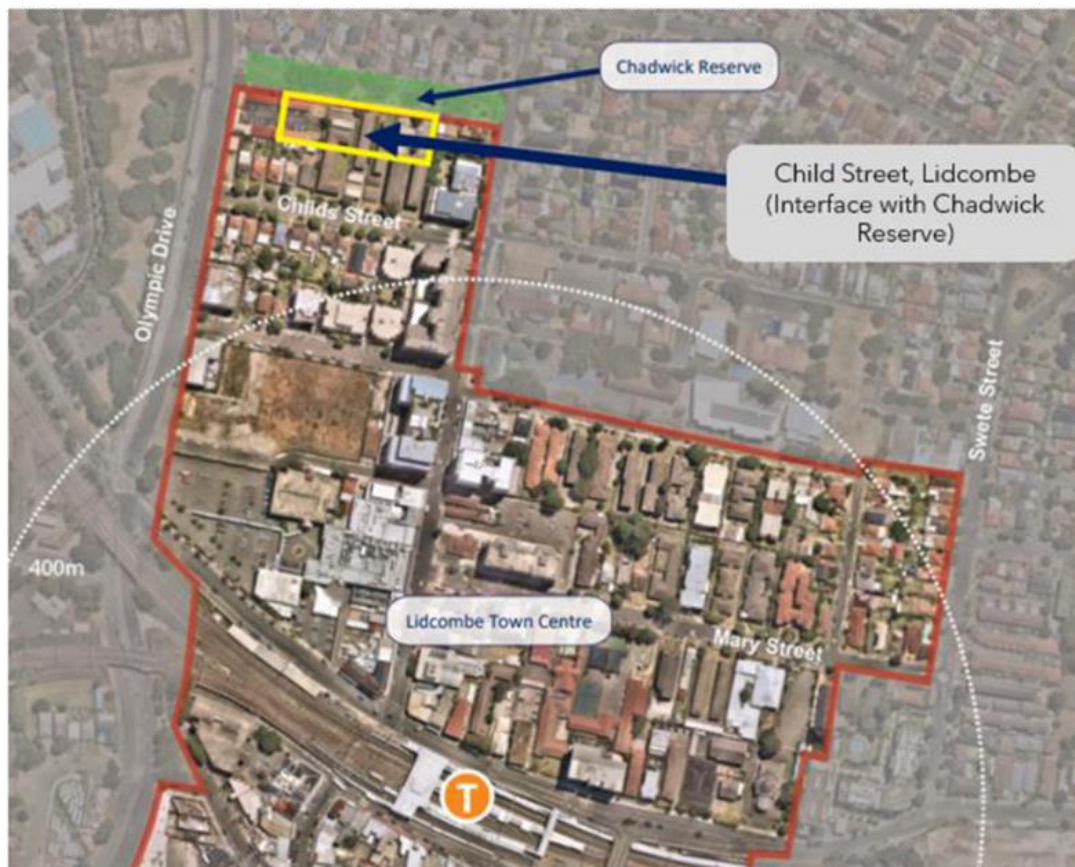 Chadwick Reserve
Child Street, Lidcombe
(Interface with Chadwick
Reserve)
Childs Street
Olympic Drive
Swete Street
400m
Lidcombe Town Centre
Mary Street
T